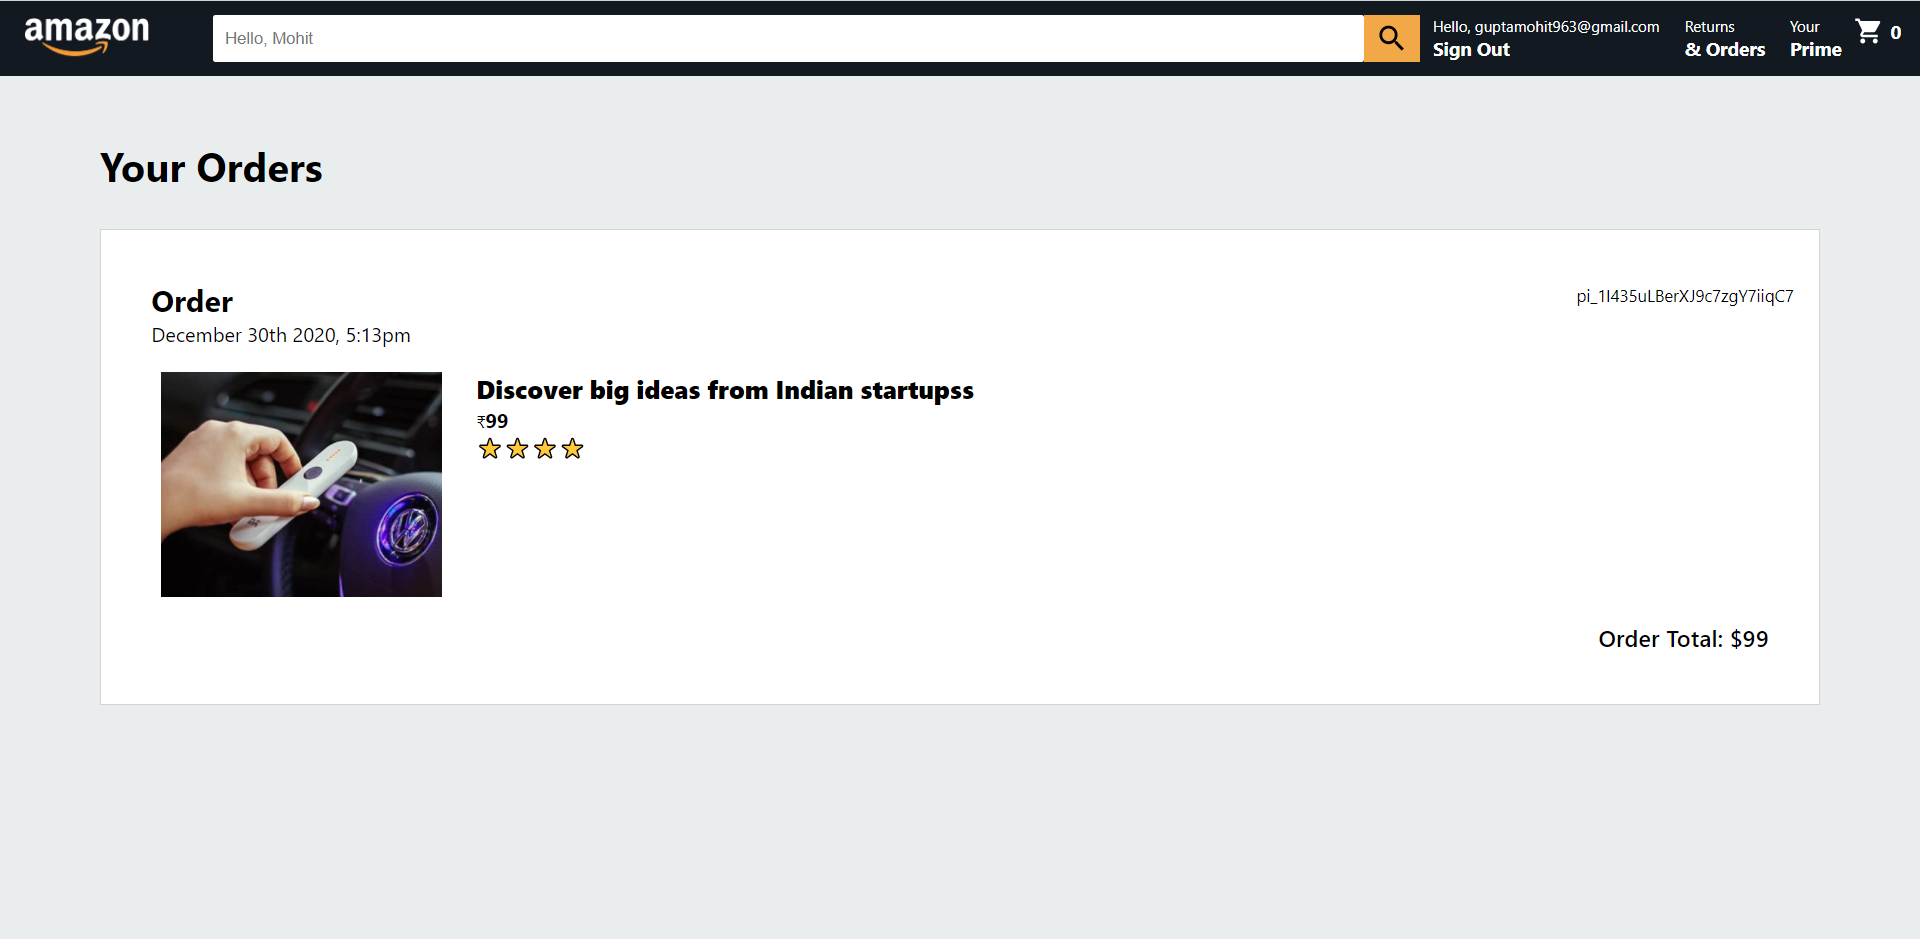 amazon
Hello, Mohit
Hello, guptamohit963@gmail.com
Sign Out
Returns
& Orders
Your
Prime
0
Your Orders
Order
pi_1I435uLBerXJ9c7zgY7iiqC7
December 30th 2020, 5:13pm
Discover big ideas from Indian startupss
₹99
Order Total: $99